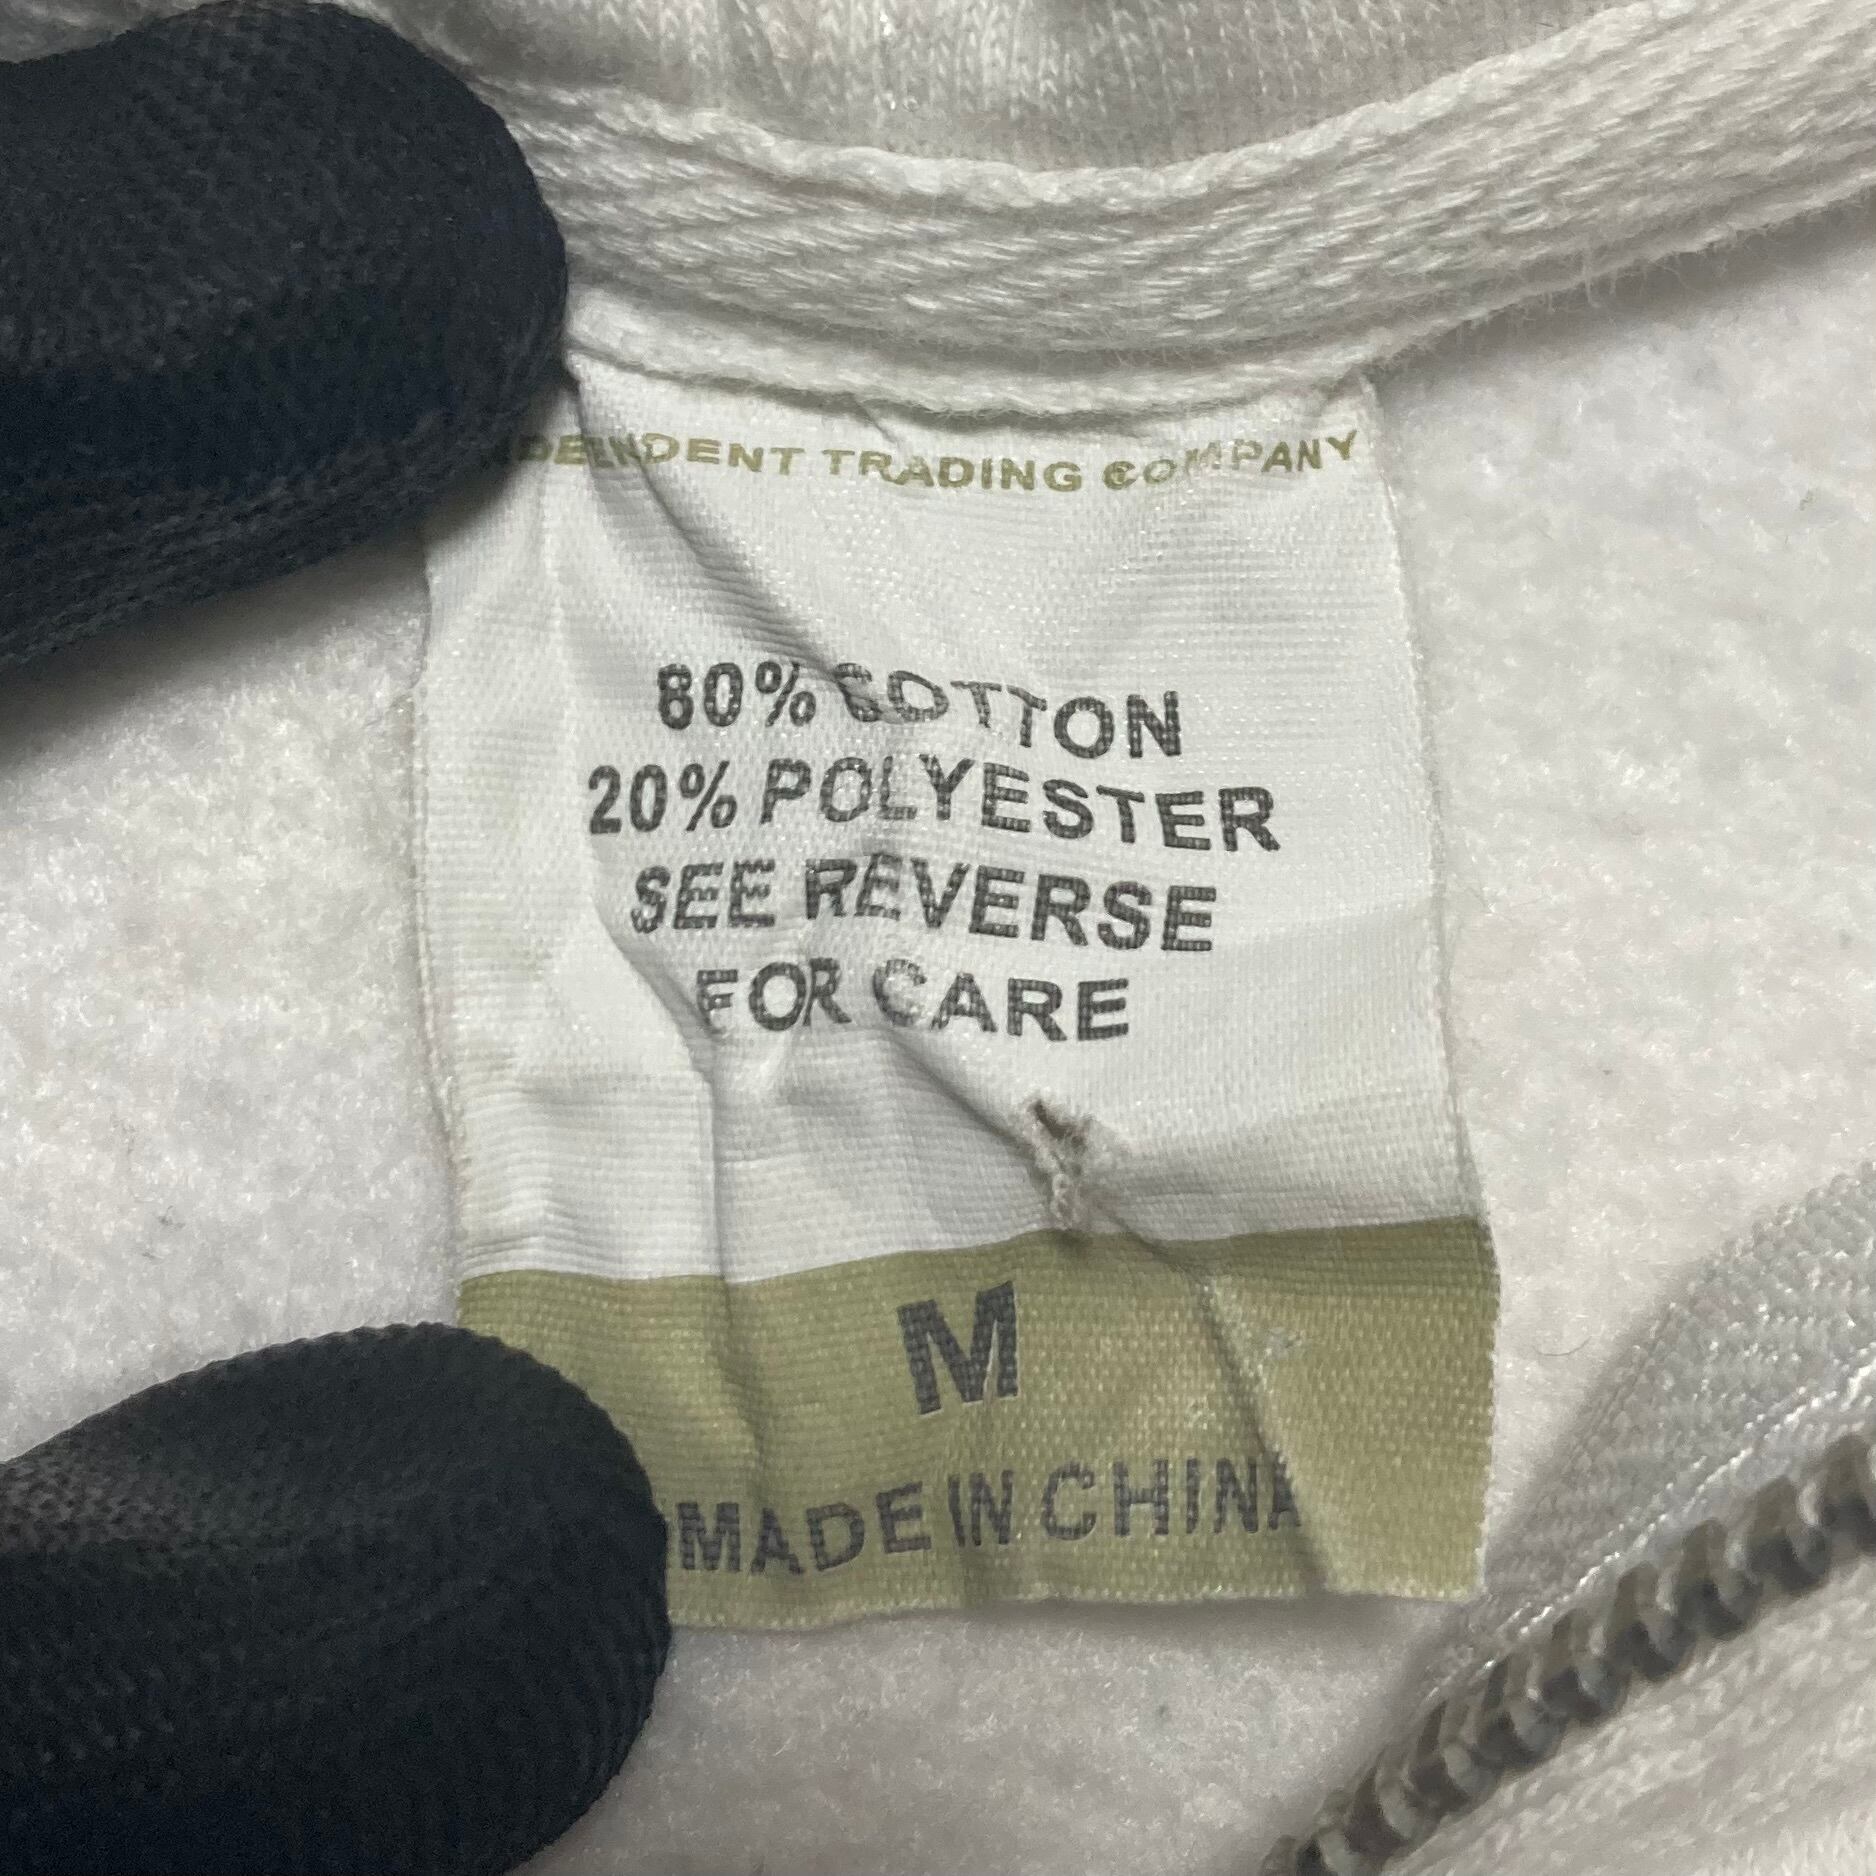 INDEPENDENT TRADING COMPANY
80% COTTON
20% POLYESTER
SEE REVERSE
FOR CARE
M
MADE IN CHINA